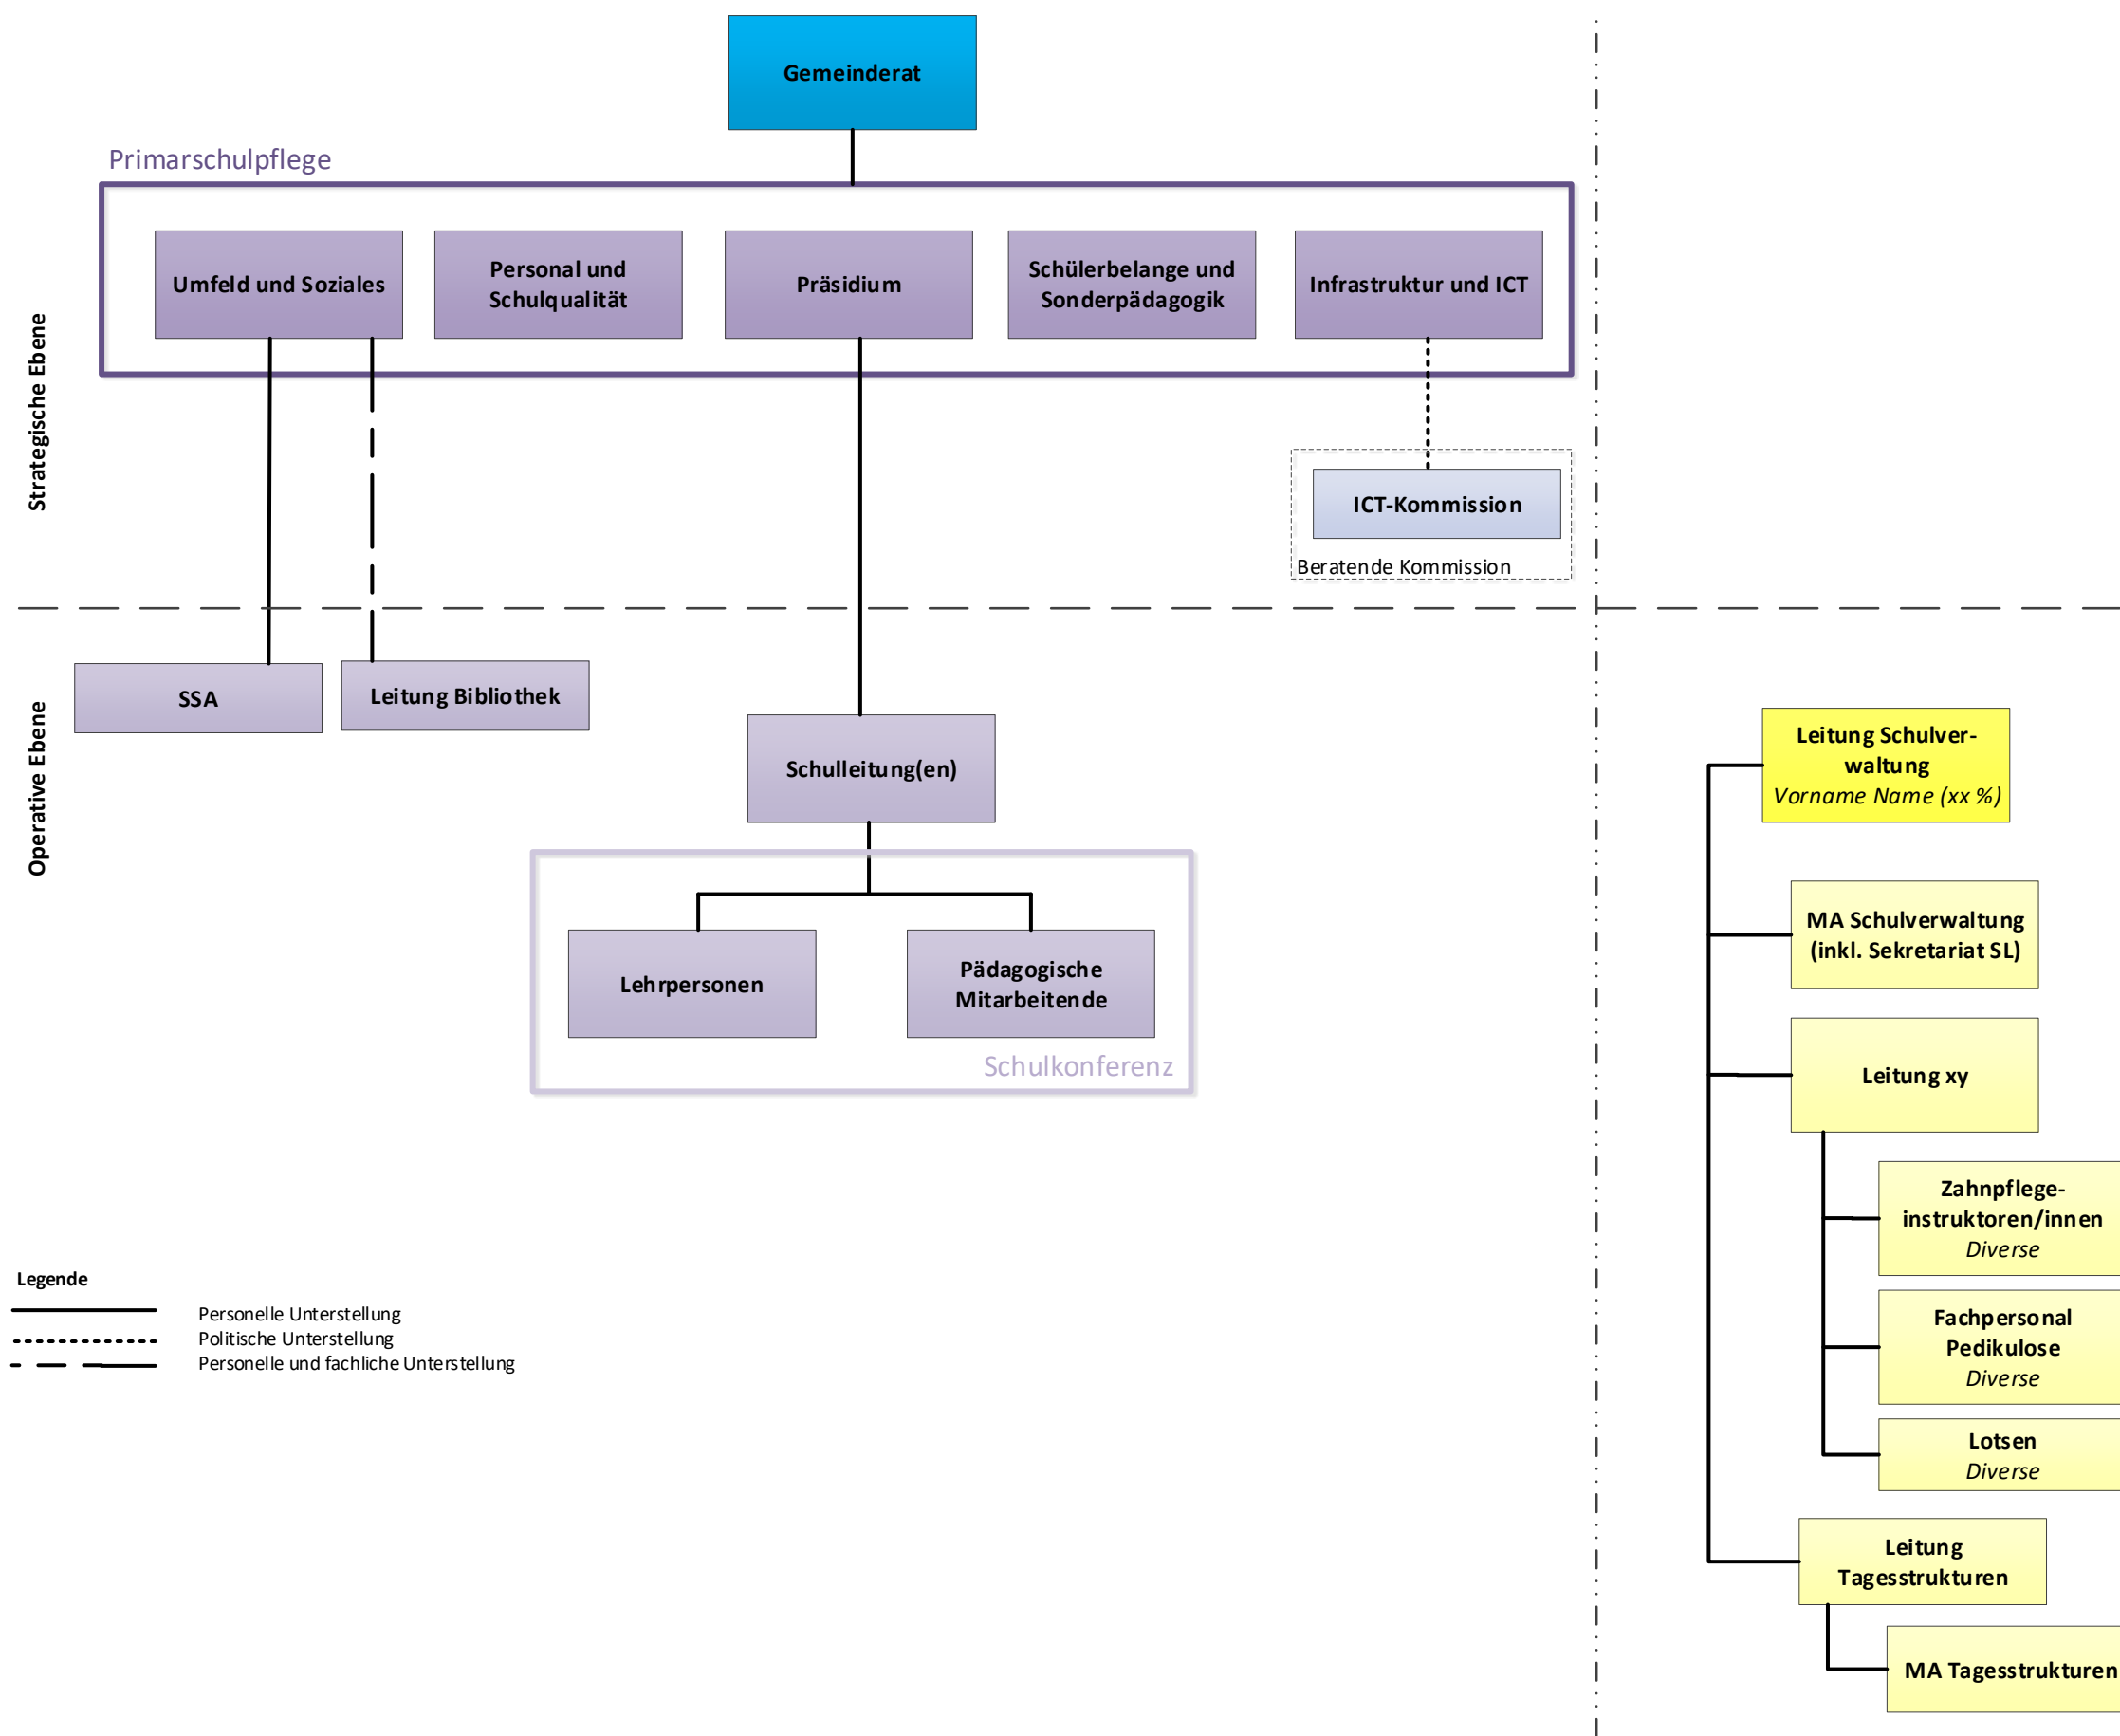 Gemeinderat
Primarschulpflege
Umfeld und Soziales
Personal und
Schulqualität
Präsidium
Schülerbelange und
Sonderpädagogik
Infrastruktur und ICT
Strategische Ebene
ICT-Kommission
Beratende Kommission
Operative Ebene
SSA
Leitung Bibliothek
Schulleitung(en)
Lehrpersonen
Pädagogische
Mitarbeitende
Schulkonferenz
Leitung Schulver-
waltung
Vorname Name (xx %)
MA Schulverwaltung
(inkl. Sekretariat SL)
Leitung xy
Zahnpflege-
instruktoren/innen
Diverse
Fachpersonal
Pedikulose
Diverse
Lotsen
Diverse
Leitung
Tagesstrukturen
MA Tagesstrukturen
Legende
Personelle Unterstellung
Politische Unterstellung
Personelle und fachliche Unterstellung